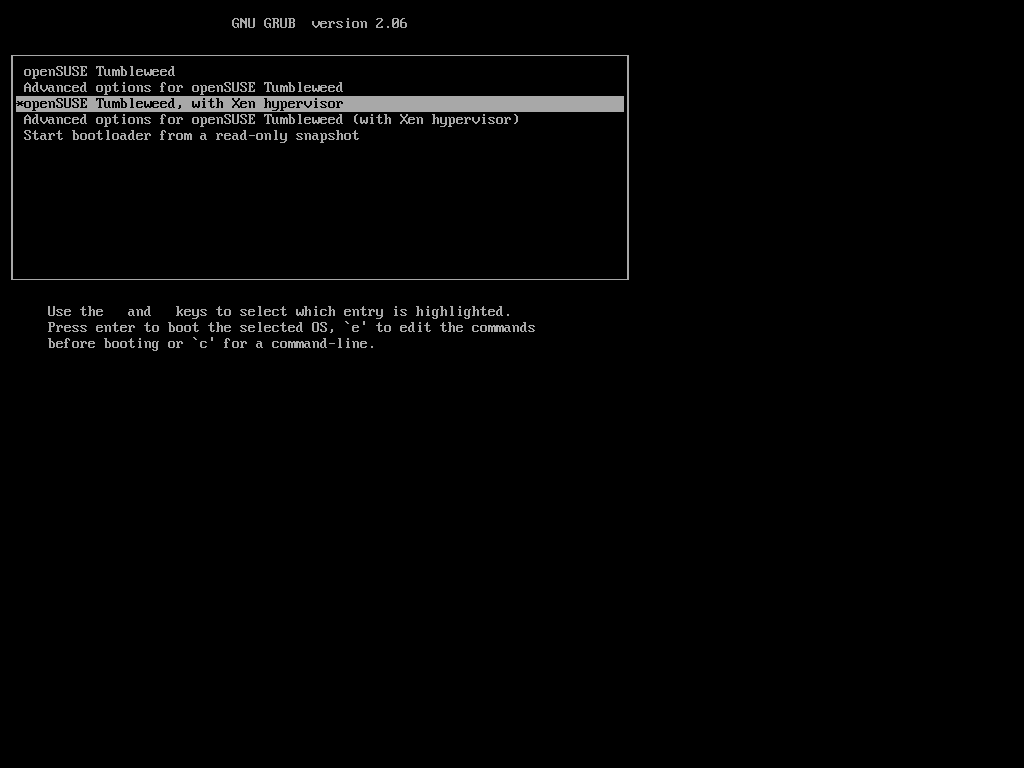 GNU GRUB  version 2.06
openSUSE Tumbleweed
Advanced options for openSUSE Tumbleweed
*openSUSE Tumbleweed, with Xen hypervisor
Advanced options for openSUSE Tumbleweed (with Xen hypervisor)
Start bootloader from a read-only snapshot
Use the   and   keys to select which entry is highlighted.
Press enter to boot the selected OS, `e' to edit the commands
before booting or `c' for a command-line.